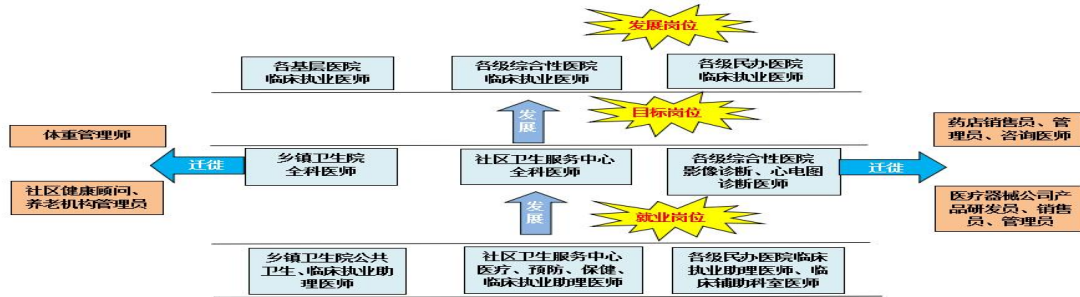 发展岗位
各基层医院
临床执业医师
各级综合性医院
临床执业医师
各级民办医院
临床执业医师
发展
目标岗位
体重管理师
社区健康顾问、
养老机构管理员
迁徙
乡镇卫生院
全科医师
社区卫生服务中心
全科医师
各级综合性医院
影像诊断、心电图
诊断医师
迁徙
药店销售员、管
理员、咨询医师
医疗器械公司产
品研发员、销售
员、管理员
发展
就业岗位
乡镇卫生院公共
卫生、临床执业助
理医师
社区卫生服务中心
医疗、预防、保健、
临床执业助理医师
各级民办医院临床
执业助理医师、临
床辅助科室医师